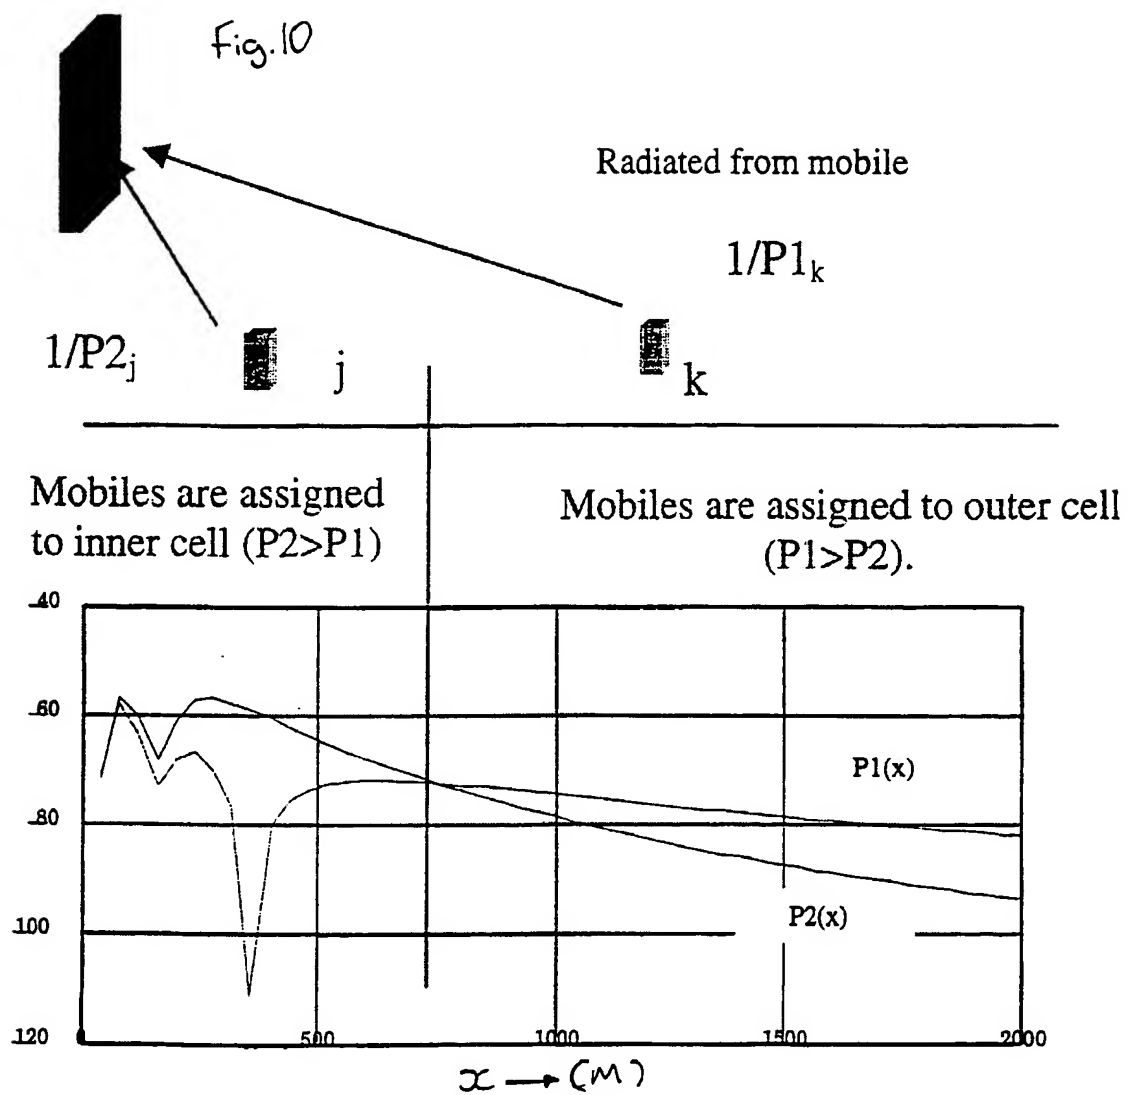 Fig.10
Radiated from mobile
1/P1k
1/P2j
j
k
Mobiles are assigned
to inner cell (P2>P1)
Mobiles are assigned to outer cell
(P1>P2).
-40
-60
-80
-100
-120
0
500
1000
1500
2000
P1(x)
P2(x)
x → (M)